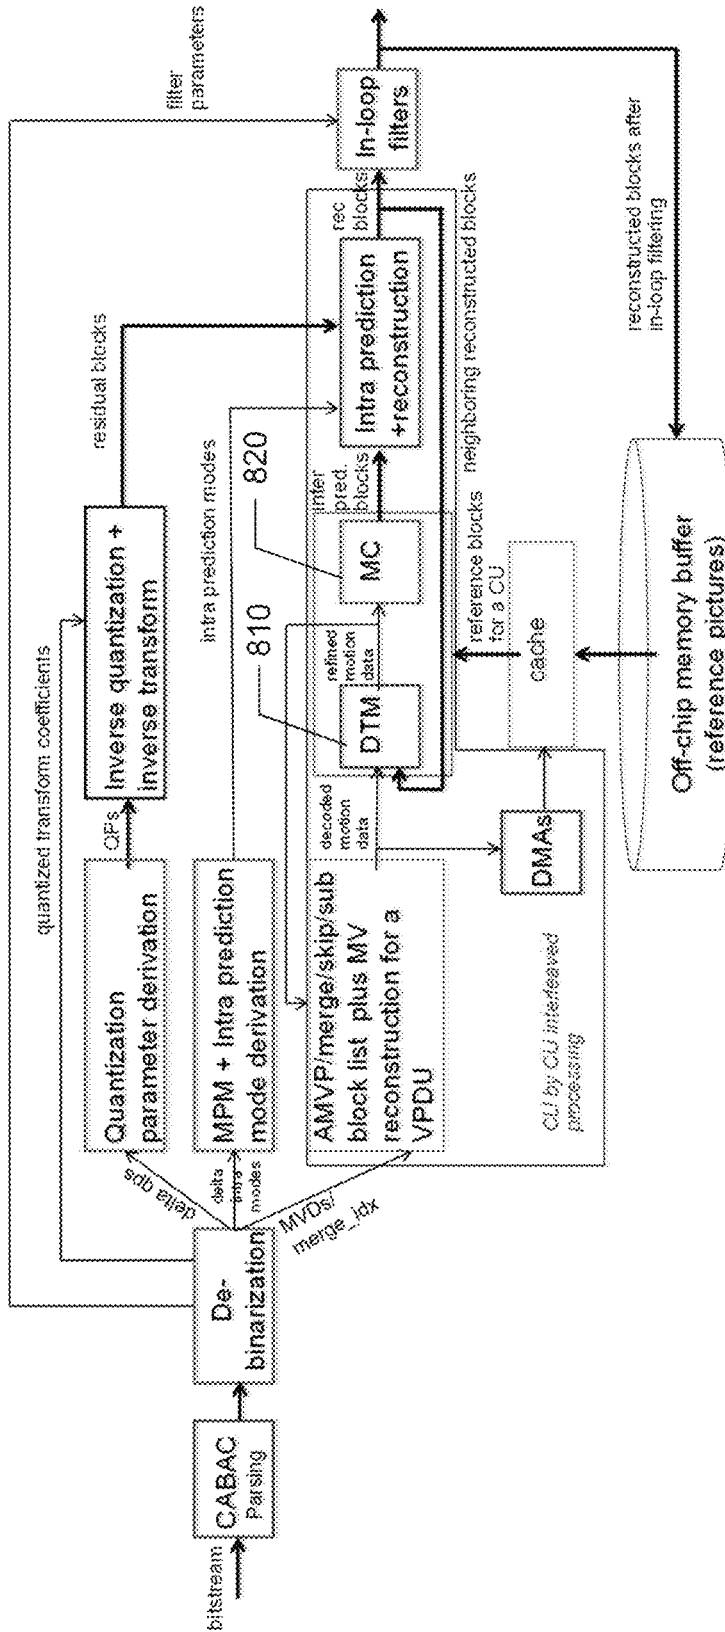 bitstream
CABAC
Parsing
De-
binarization
quantized transform coefficients
filter
parameters
delta qps
delta
intra
modes
MVDs/
merge_idx
Quantization
parameter derivation
QPs
Inverse quantization +
inverse transform
residual blocks
MPM + Intra prediction
mode derivation
intra prediction modes
AMVP/merge/skip/sub
block list plus MV
reconstruction for a
VPDU
decoded
motion
data
810
DTM
refined
motion
data
820
MC
inter
pred.
blocks
Intra prediction
+reconstruction
rec
blocks
In-loop
filters
neighboring reconstructed blocks
CU by CU interleaved
processing
DMAs
cache
reference blocks
for a CU
Off-chip memory buffer
(reference pictures)
reconstructed blocks after
in-loop filtering